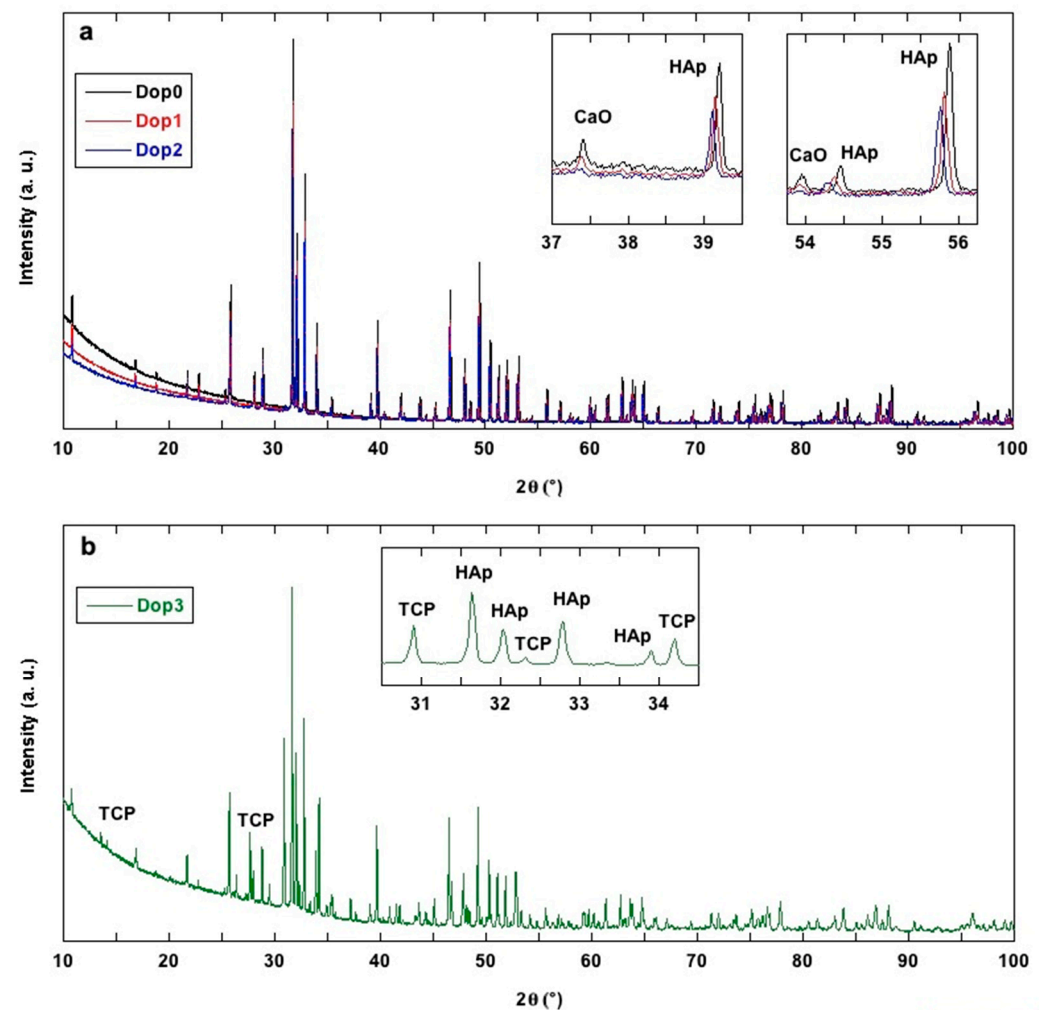 a
Dop0
Dop1
Dop2
Intensity (a. u.)
HAp
CaO
37 38 39
HAp
CaO HAp
54 55 56
10 20 30 40 50 60 70 80 90 100
2θ (°)
b
Dop3
Intensity (a. u.)
HAp
TCP HAp HAp
TCP HAp TCP
31 32 33 34
TCP TCP
10 20 30 40 50 60 70 80 90 100
2θ (°)